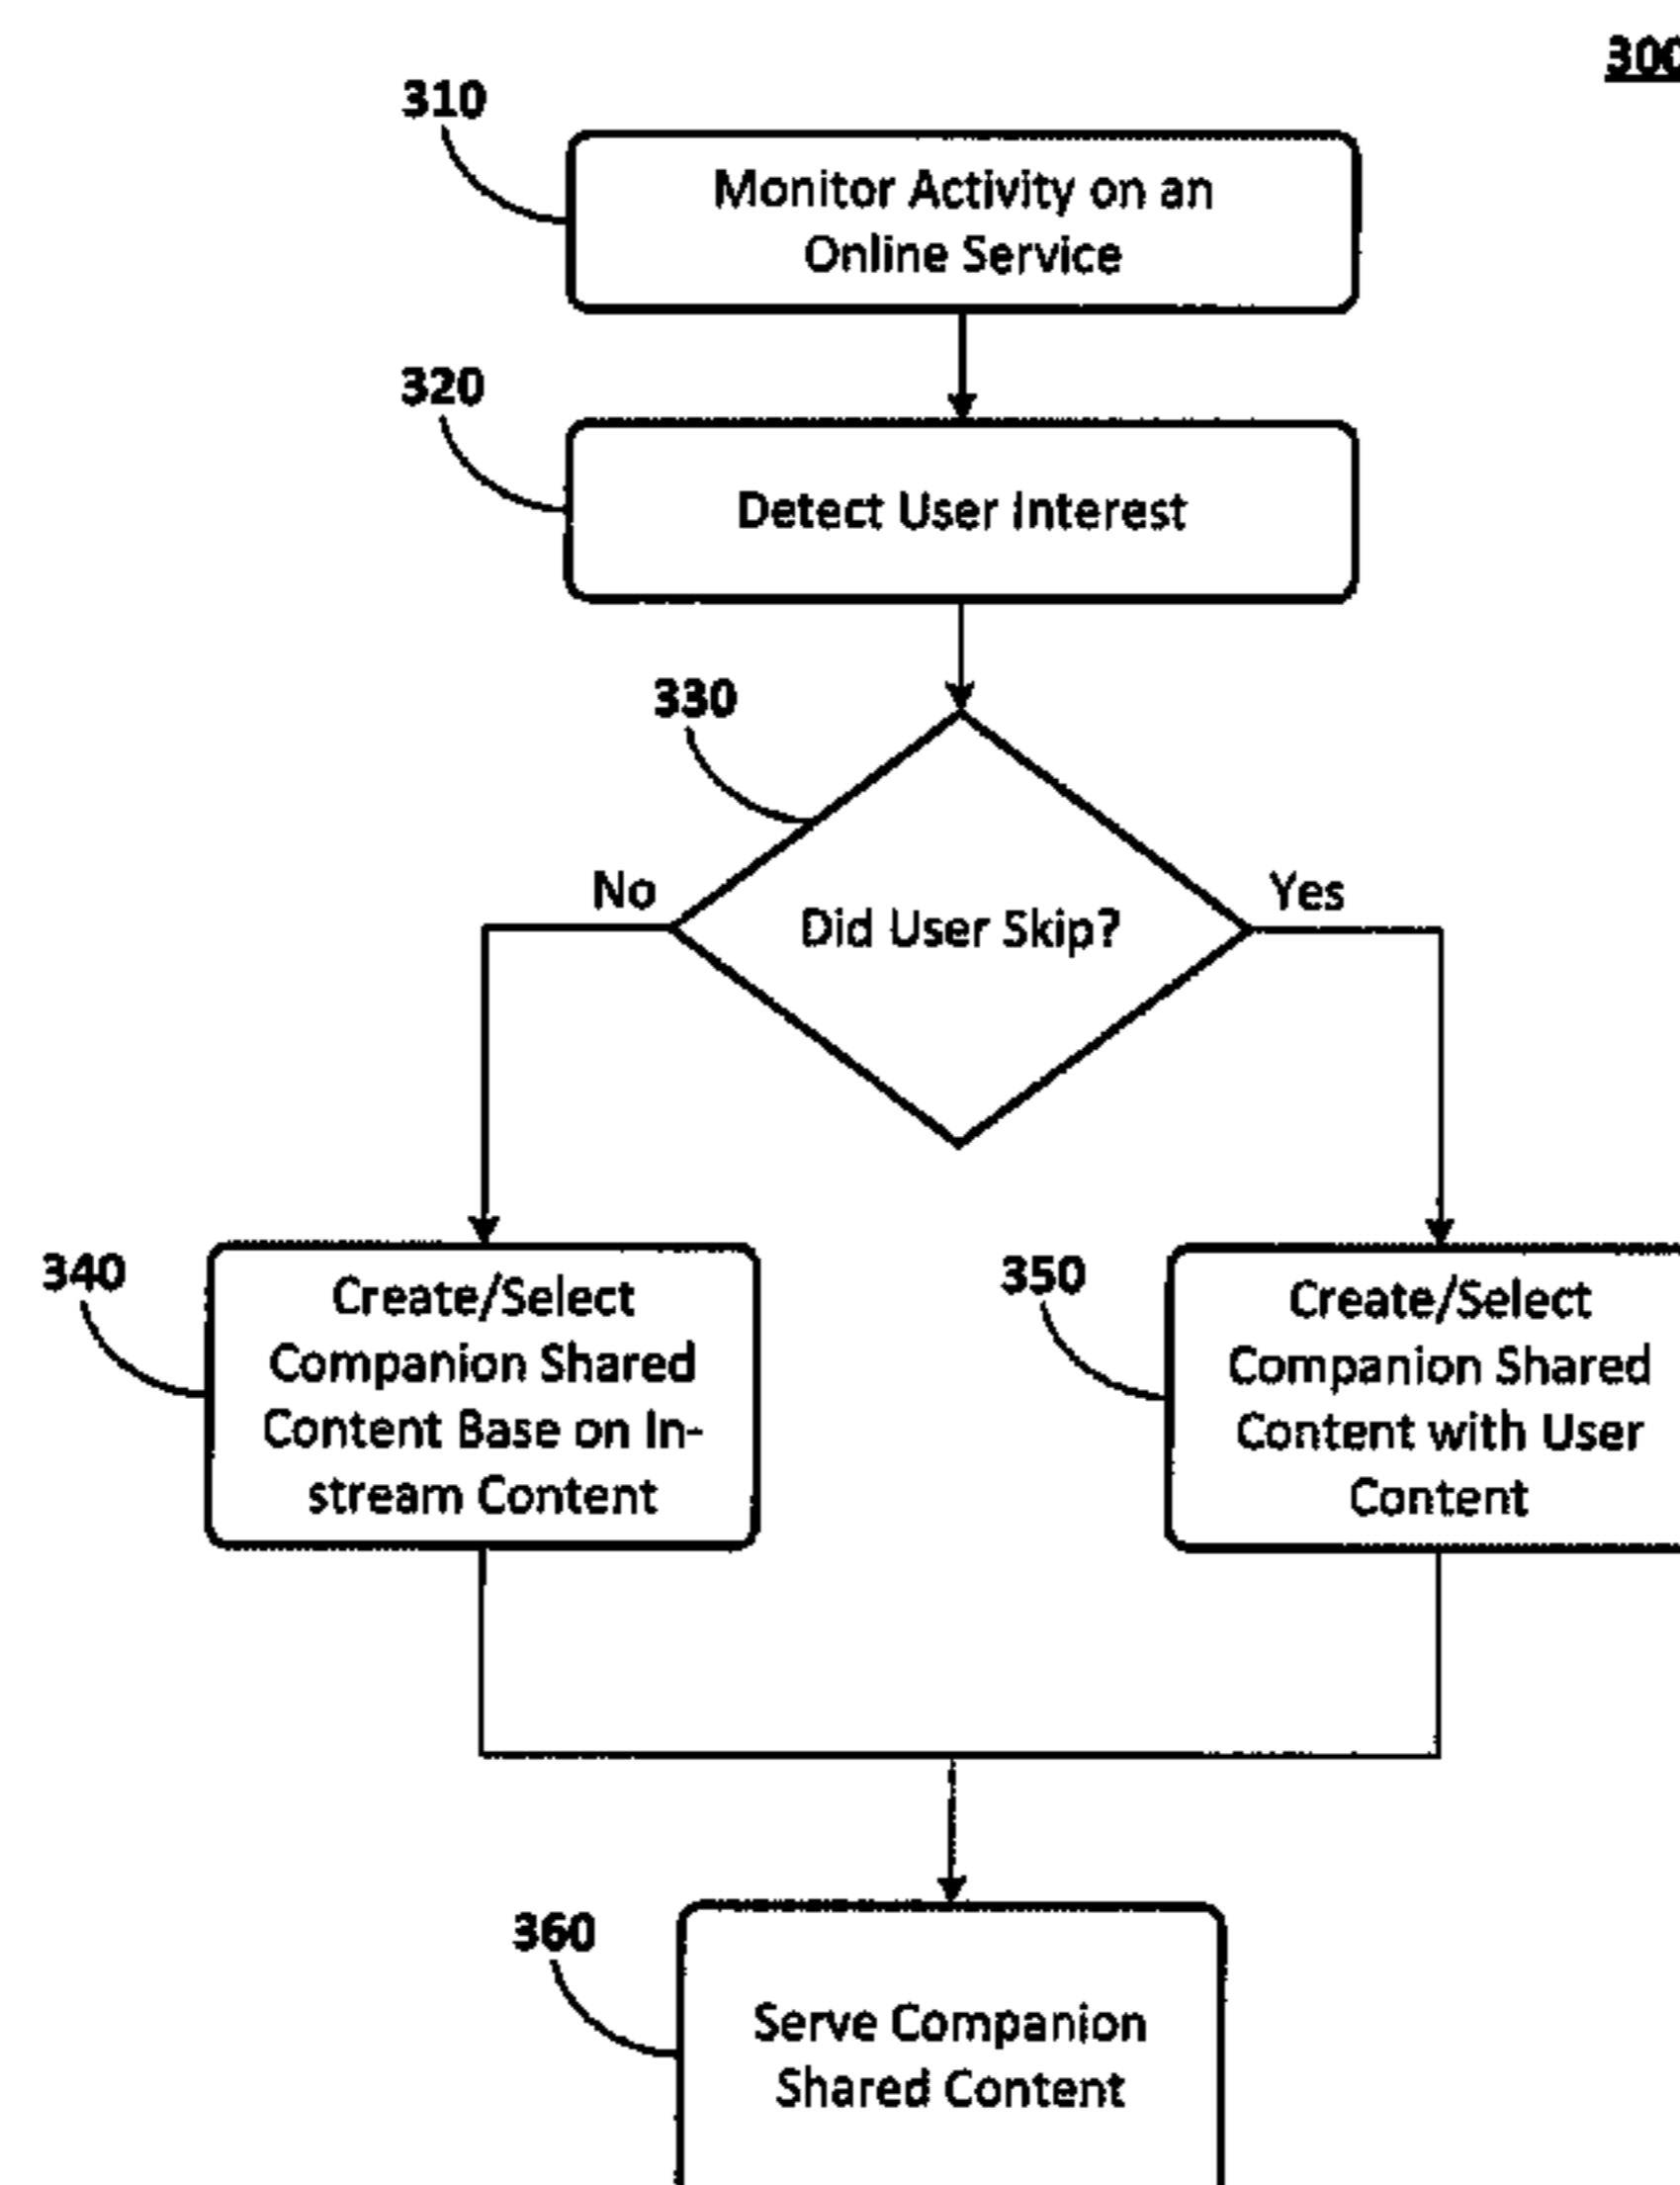 300
310
Monitor Activity on an
Online Service
320
Detect User Interest
330
No
Yes
Did User Skip?
340
Create/Select
Companion Shared
Content Base on In-
stream Content
350
Create/Select
Companion Shared
Content with User
Content
360
Serve Companion
Shared Content